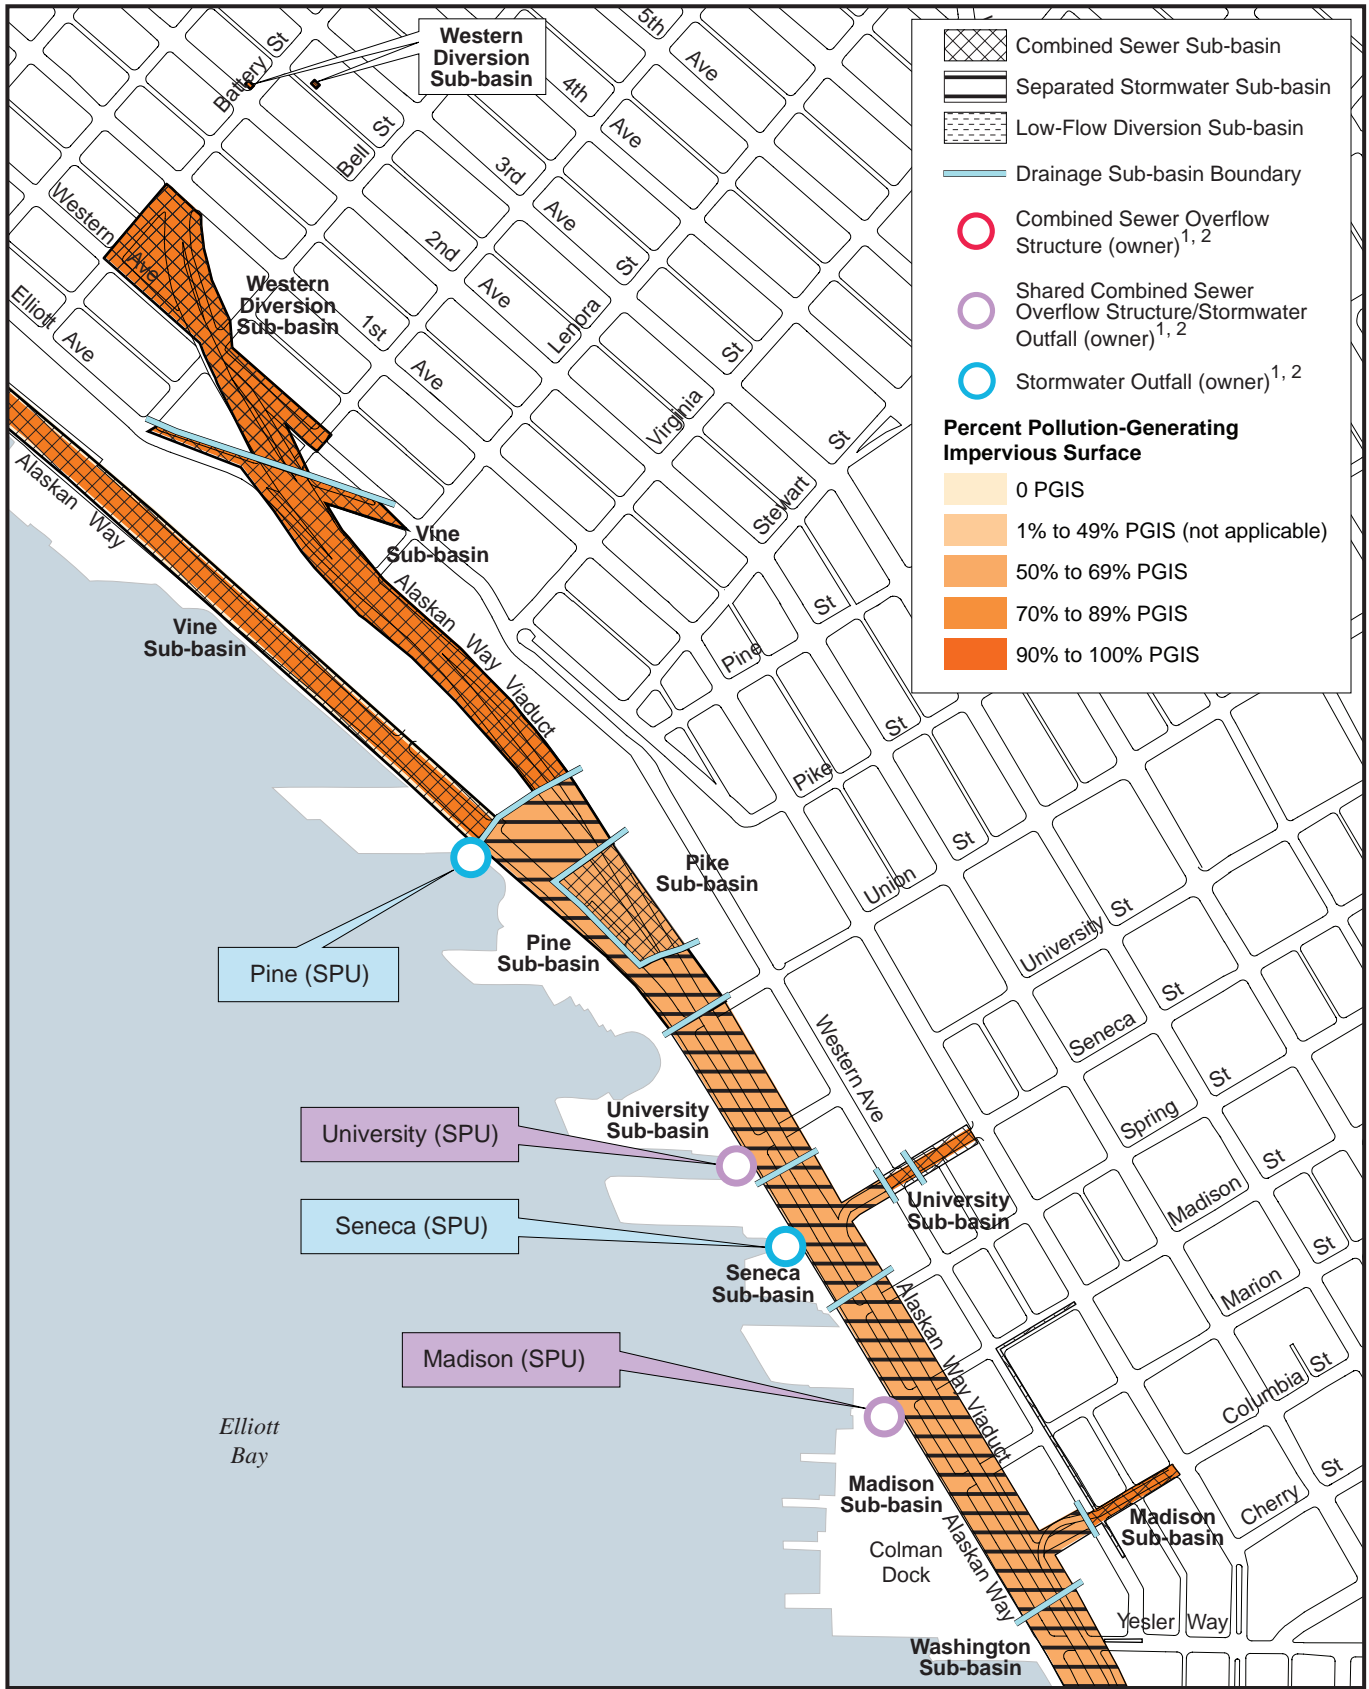 Western
Diversion
Sub-basin
Battery St
Bell St
5th Ave
4th Ave
3rd Ave
2nd Ave
1st Ave
Western Ave
Elliott Ave
Lenora St
Virginia St
Stewart St
Pine St
Pike St
Union St
University St
Seneca St
Spring St
Madison St
Marion St
Columbia St
Cherry St
Yesler Way
Western Ave
Alaskan Way
Alaskan Way Viaduct
Alaskan Way Viaduct
Alaskan Way
Western
Diversion
Sub-basin
Vine
Sub-basin
Vine
Sub-basin
Pike
Sub-basin
Pine
Sub-basin
Pine (SPU)
University
Sub-basin
University (SPU)
University
Sub-basin
Seneca (SPU)
Seneca
Sub-basin
Madison (SPU)
Elliott
Bay
Madison
Sub-basin
Colman
Dock
Madison
Sub-basin
Washington
Sub-basin
Combined Sewer Sub-basin
Separated Stormwater Sub-basin
Low-Flow Diversion Sub-basin
Drainage Sub-basin Boundary
Combined Sewer Overflow
Structure (owner)1, 2
Shared Combined Sewer
Overflow Structure/Stormwater
Outfall (owner)1, 2
Stormwater Outfall (owner)1, 2
Percent Pollution-Generating
Impervious Surface
0 PGIS
1% to 49% PGIS (not applicable)
50% to 69% PGIS
70% to 89% PGIS
90% to 100% PGIS